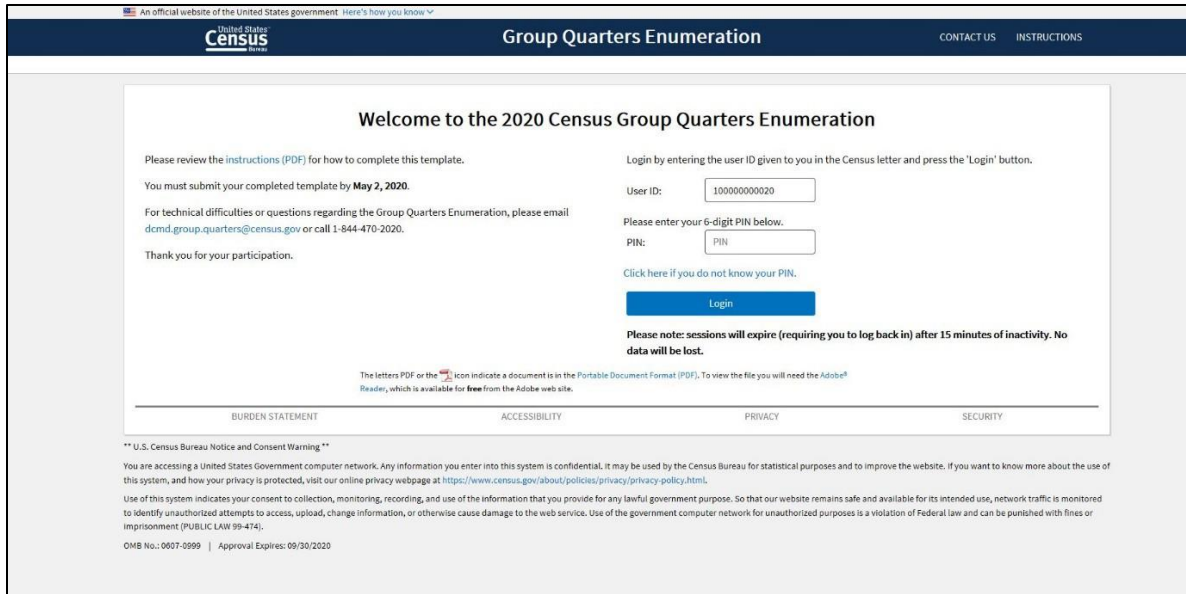 An official website of the United States government Here's how you know
United States®
Census
Bureau
Group Quarters Enumeration
CONTACT US INSTRUCTIONS
Welcome to the 2020 Census Group Quarters Enumeration
Please review the instructions (PDF) for how to complete this template.
You must submit your completed template by May 2, 2020.
For technical difficulties or questions regarding the Group Quarters Enumeration, please email
dcmd.group.quarters@census.gov or call 1-844-470-2020.
Thank you for your participation.
Login by entering the user ID given to you in the Census letter and press the 'Login' button.
User ID: 100000000020
Please enter your 6-digit PIN below.
PIN: PIN
Click here if you do not know your PIN.
Login
Please note: sessions will expire (requiring you to log back in) after 15 minutes of inactivity. No
data will be lost.
The letters PDF or the icon indicate a document is in the Portable Document Format (PDF). To view the file you will need the Adobe®
Reader, which is available for free from the Adobe web site.
BURDEN STATEMENT ACCESSIBILITY PRIVACY SECURITY
** U.S. Census Bureau Notice and Consent Warning **
You are accessing a United States Government computer network. Any information you enter into this system is confidential. It may be used by the Census Bureau for statistical purposes and to improve the website. If you want to know more about the use of
this system, and how your privacy is protected, visit our online privacy webpage at https://www.census.gov/about/policies/privacy/privacy-policy.html.
Use of this system indicates your consent to collection, monitoring, recording, and use of the information that you provide for any lawful government purpose. So that our website remains safe and available for its intended use, network traffic is monitored
to identify unauthorized attempts to access, upload, change information, or otherwise cause damage to the web service. Use of the government computer network for unauthorized purposes is a violation of Federal law and can be punished with fines or
imprisonment (PUBLIC LAW 99-474).
OMB No.: 0607-0999 | Approval Expires: 09/30/2020